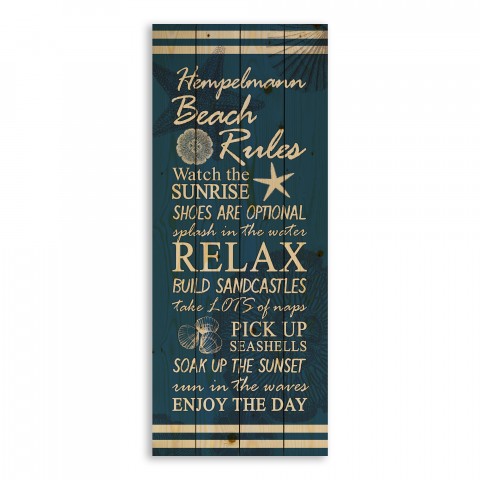 Hempelmann
Beach
Rules
Watch the
SUNRISE
SHOES ARE OPTIONAL
splash in the water
RELAX
BUILD SANDCASTLES
take LOTS of naps
PICK UP
SEASHELLS
SOAK UP THE SUNSET
run in the waves
ENJOY THE DAY